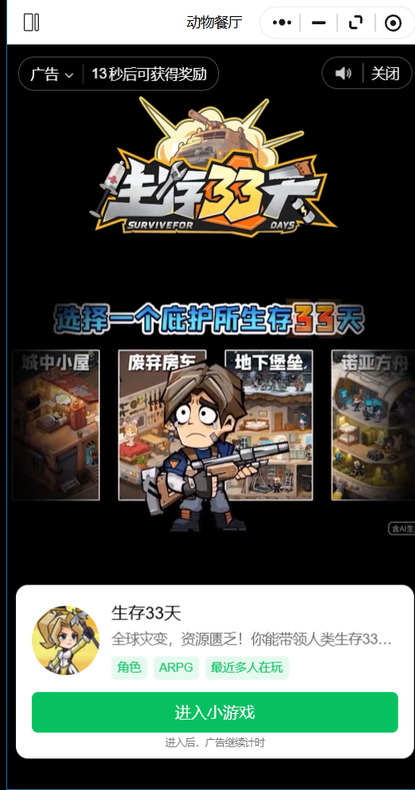 动物餐厅
广告
13秒后可获得奖励
关闭
生存33天
SURVIVEFOR DAYS
选择一个庇护所生存33天
城中小屋
废弃房车
地下堡垒
诺亚方舟
含AI生
生存33天
全球灾变，资源匮乏！你能带领人类生存33...
角色
ARPG
最近多人在玩
进入小游戏
进入后，广告继续计时